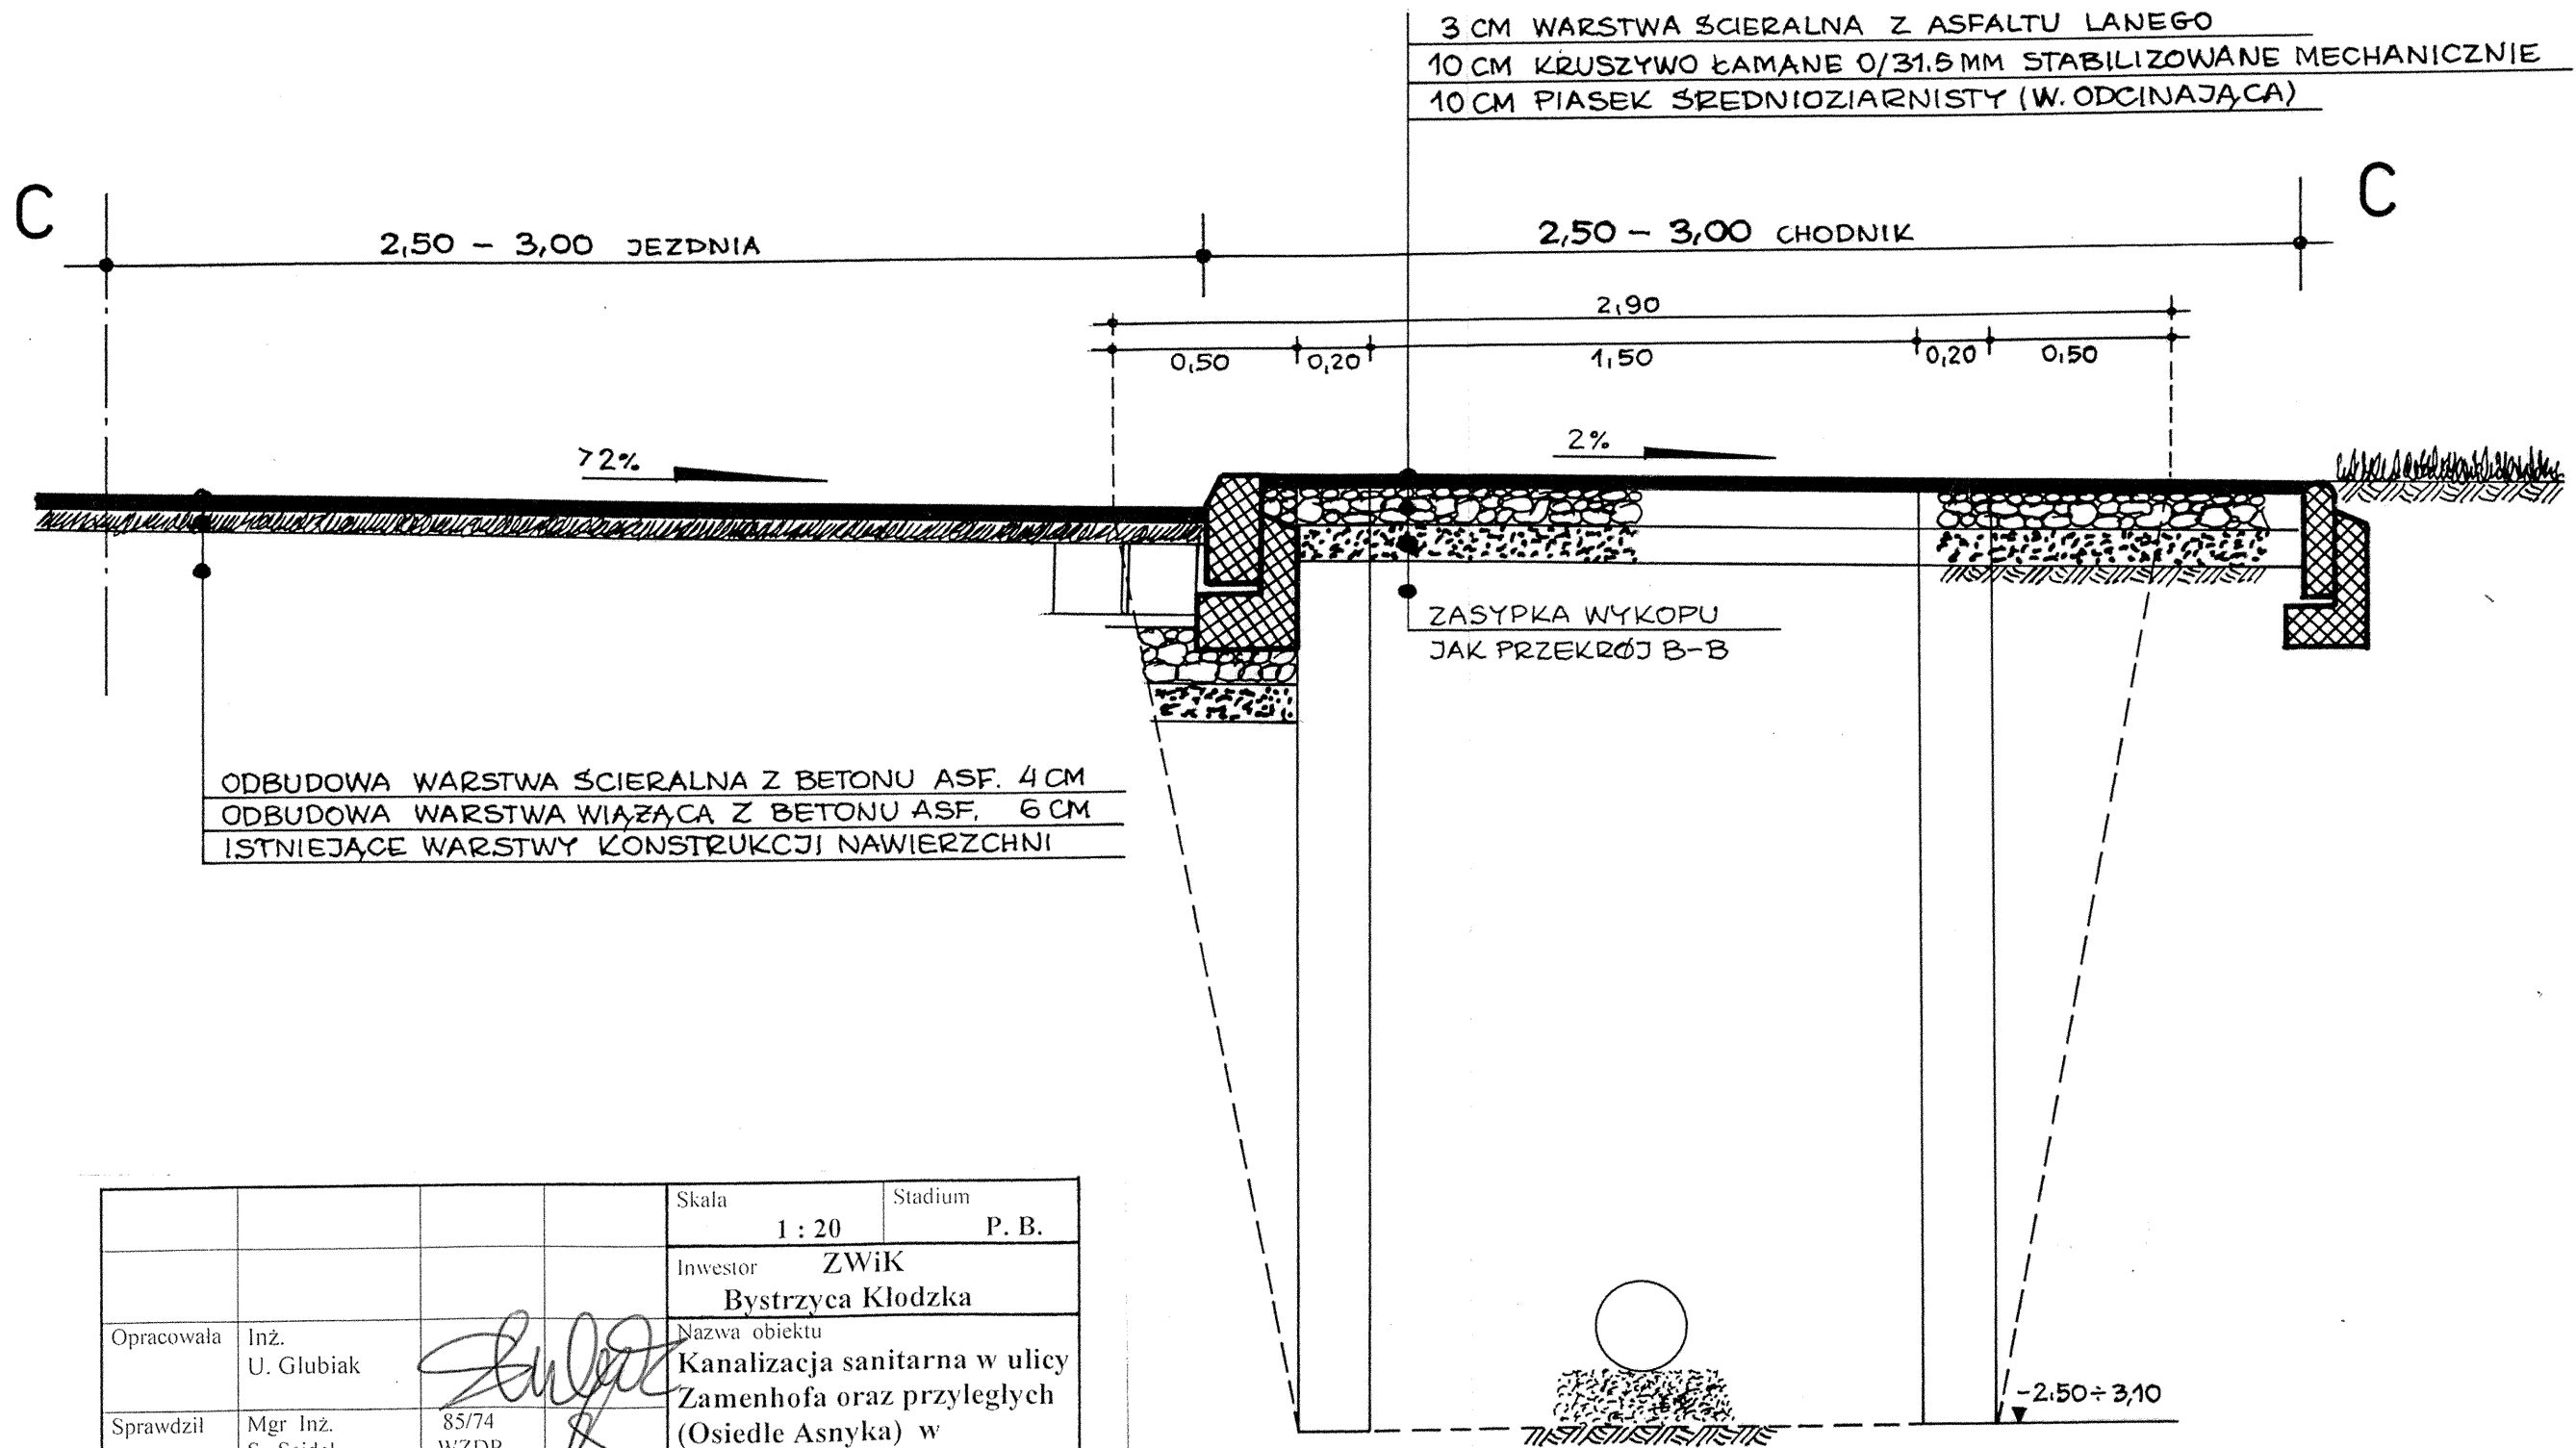 3 CM WARSTWA ŚCIERALNA Z ASFALTU LANEGO
10 CM KRUSZYWO ŁAMANE 0/31.5 MM STABILIZOWANE MECHANICZNIE
10 CM PIASEK ŚREDNIOZIARNISTY (W. ODCINAJĄCA)
C
C
2,50 - 3,00 JEZDNIA
2,50 - 3,00 CHODNIK
2,90
0,50
0,20
1,50
0,20
0,50
>2%
2%
ZASYPKA WYKOPU
JAK PRZEKRÓJ B-B
ODBUDOWA WARSTWA ŚCIERALNA Z BETONU ASF. 4 CM
ODBUDOWA WARSTWA WIĄŻĄCA Z BETONU ASF. 6 CM
ISTNIEJĄCE WARSTWY KONSTRUKCJI NAWIERZCHNI
-2.50÷3,10
Skala
1 : 20
Stadium
P. B.
Inwestor ZWiK
Bystrzyca Kłodzka
Opracowała
Inż.
U. Głubiak
Nazwa obiektu
Kanalizacja sanitarna w ulicy
Zamenhofa oraz przyległych
(Osiedle Asnyka) w
Sprawdził
Mgr Inż.
85/74